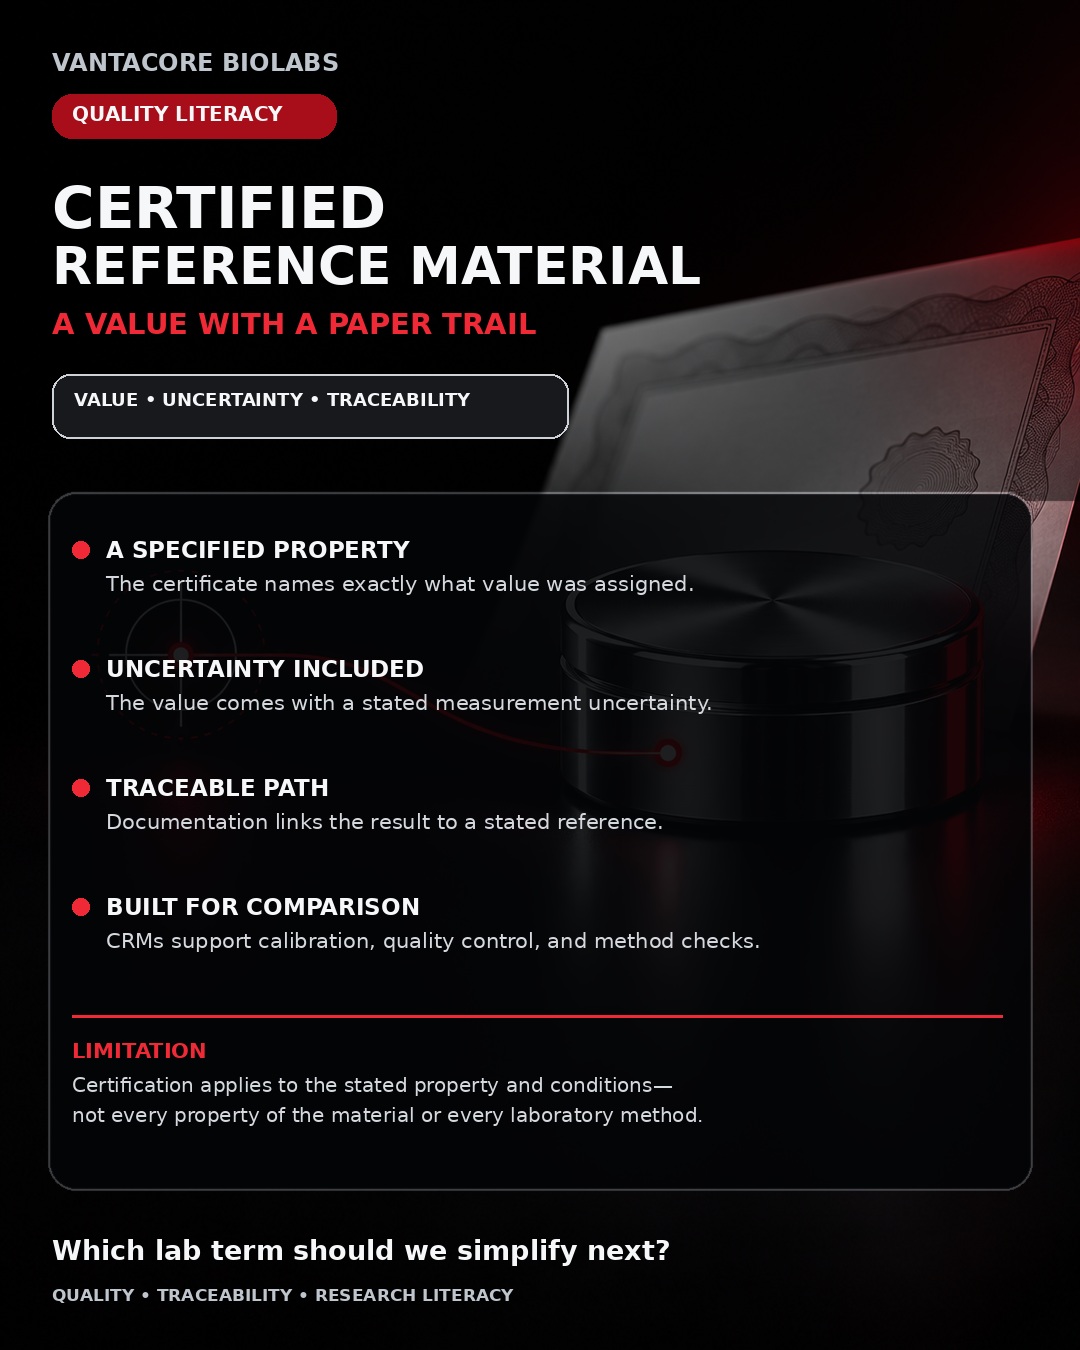 VANTACORE BIOLABS
QUALITY LITERACY
CERTIFIED
REFERENCE MATERIAL
A VALUE WITH A PAPER TRAIL
VALUE • UNCERTAINTY • TRACEABILITY
A SPECIFIED PROPERTY
The certificate names exactly what value was assigned.
UNCERTAINTY INCLUDED
The value comes with a stated measurement uncertainty.
TRACEABLE PATH
Documentation links the result to a stated reference.
BUILT FOR COMPARISON
CRMs support calibration, quality control, and method checks.
LIMITATION
Certification applies to the stated property and conditions—
not every property of the material or every laboratory method.
Which lab term should we simplify next?
QUALITY • TRACEABILITY • RESEARCH LITERACY